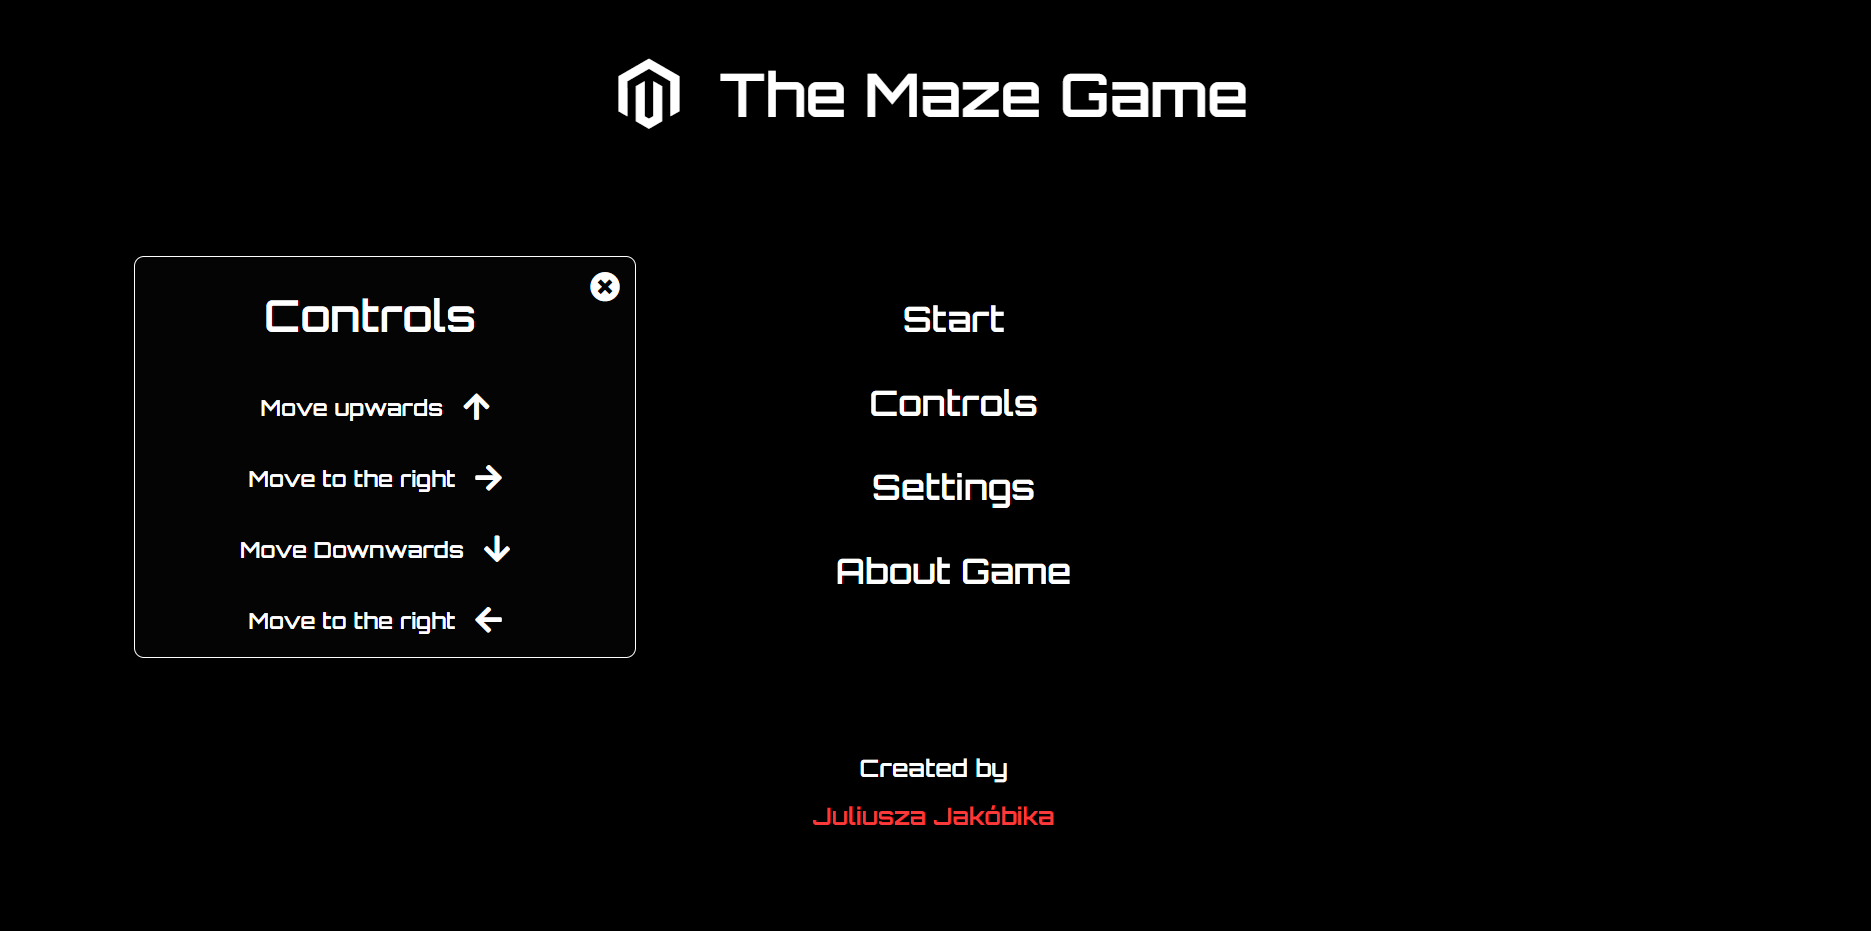 The Maze Game
Controls
Move upwards
Move to the right
Move Downwards
Move to the right
Start
Controls
Settings
About Game
Created by
Juliusza Jakóbika